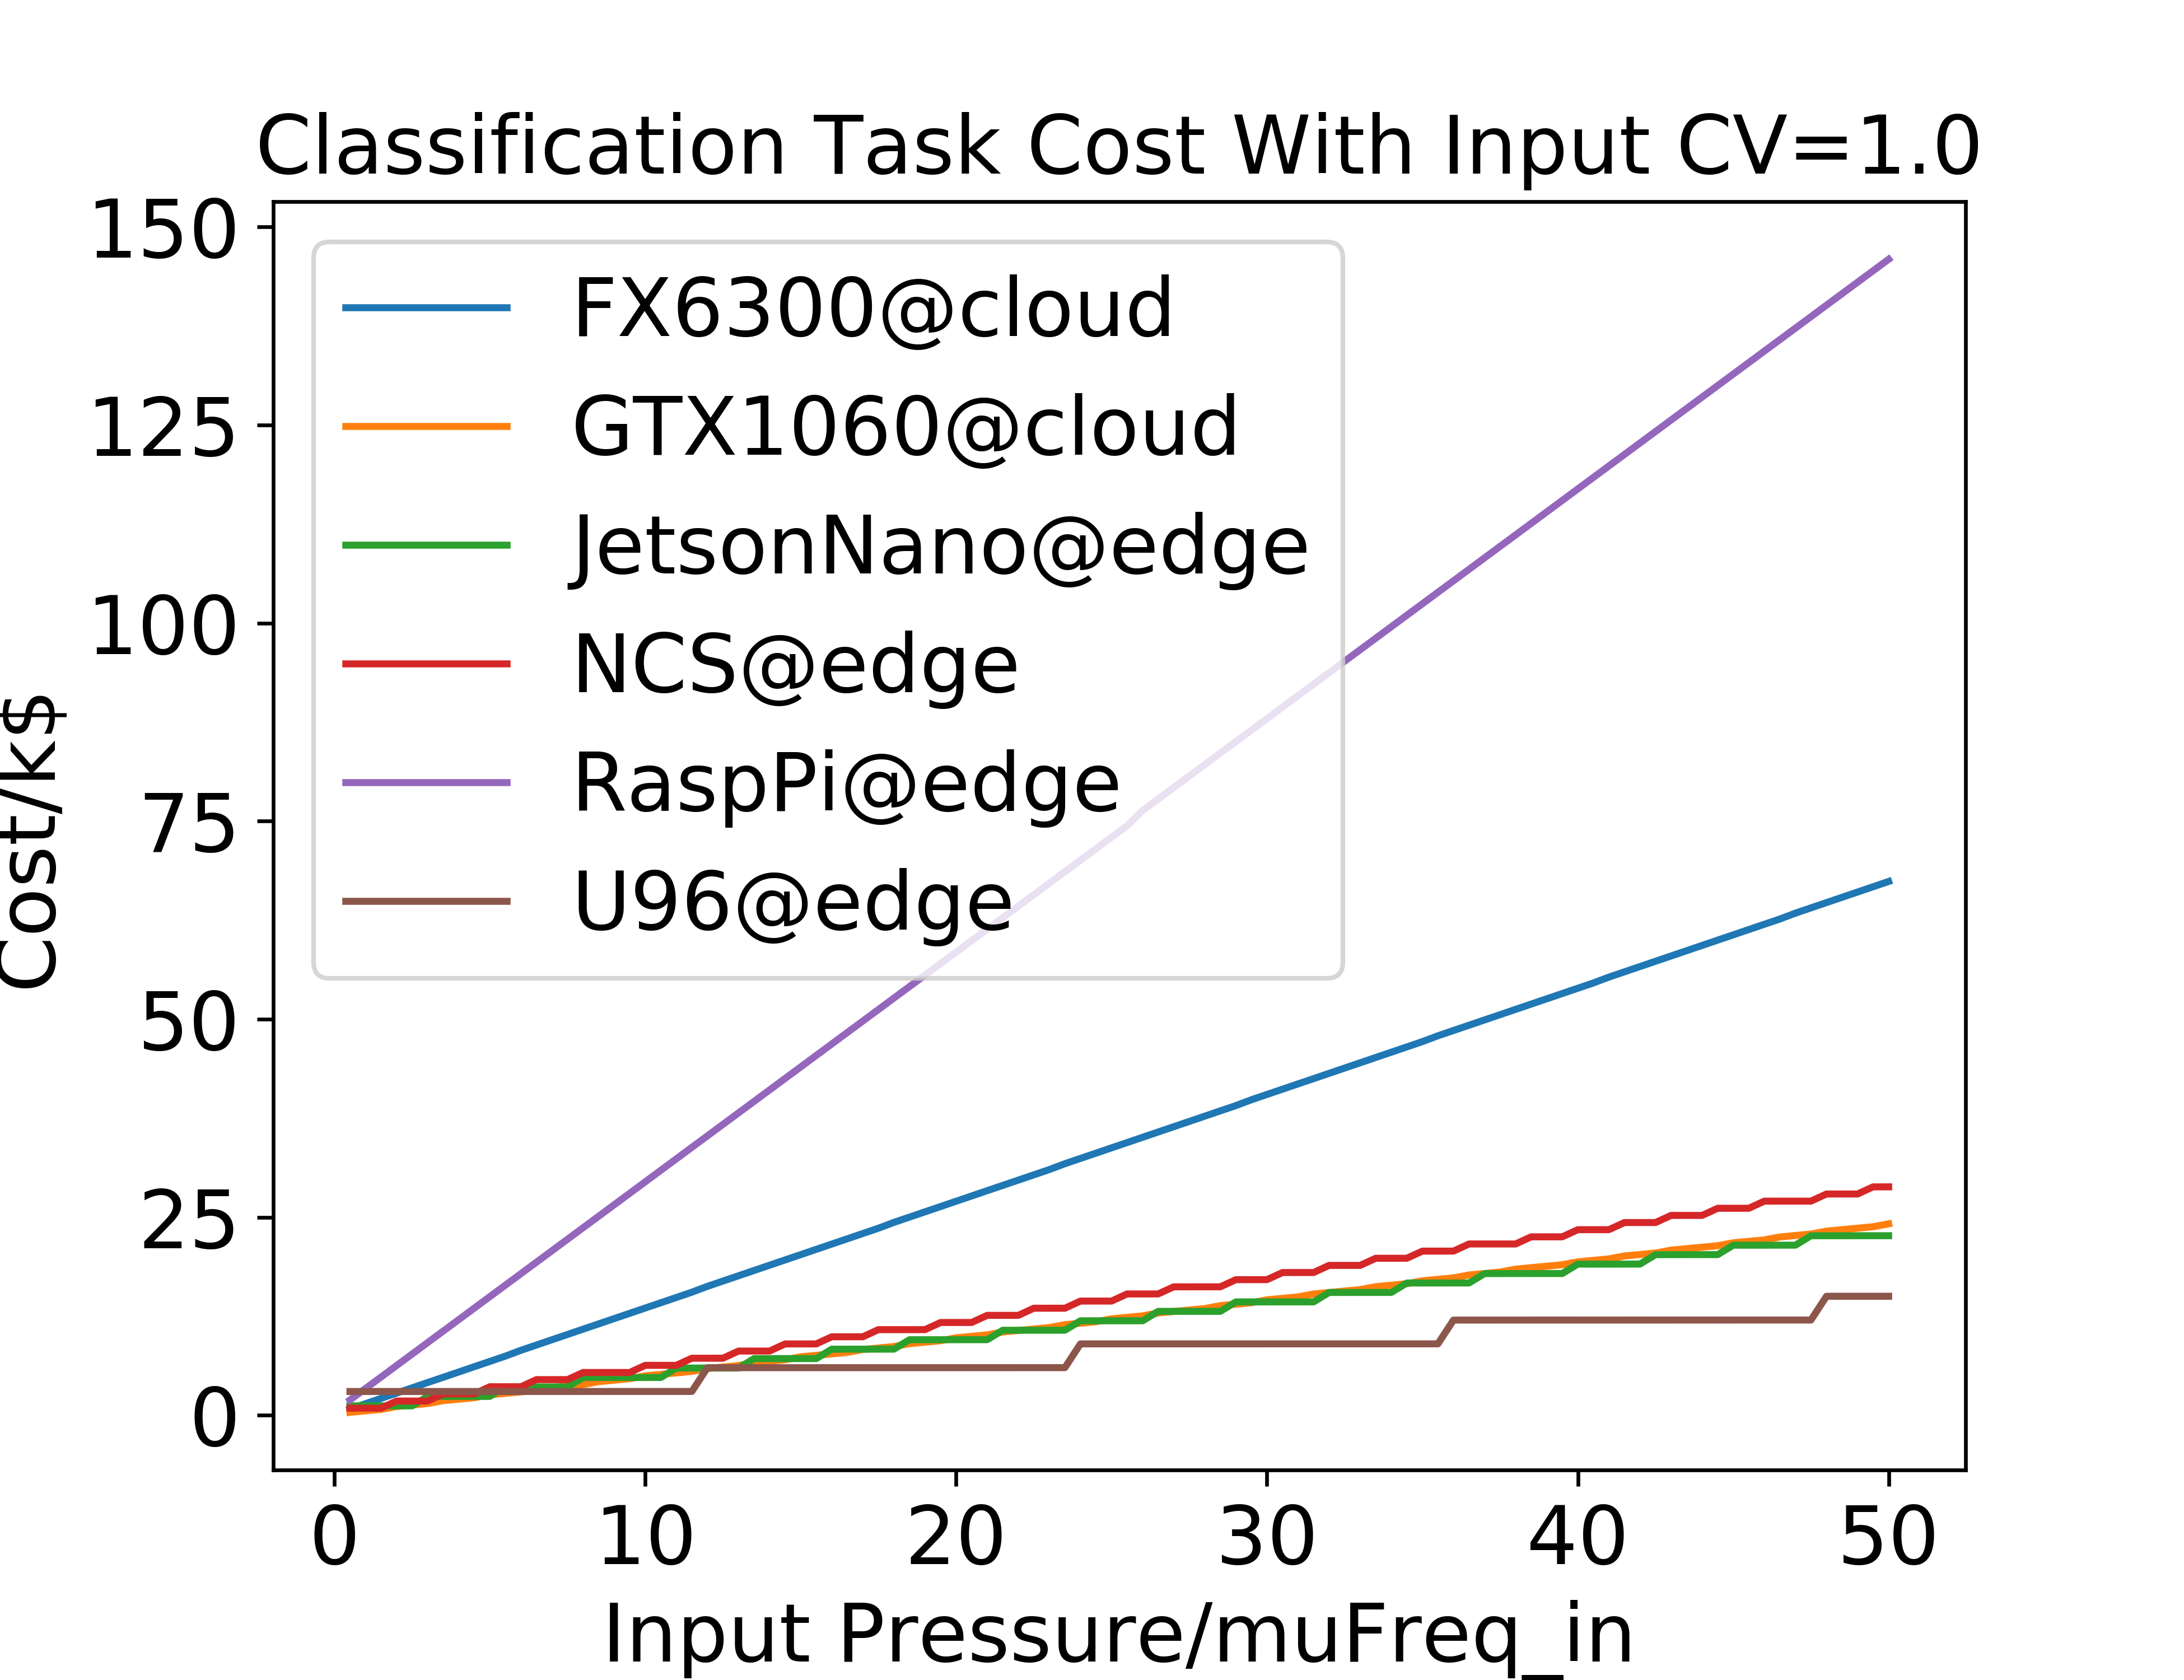 Classification Task Cost With Input CV=1.0
150
125
100
75
50
25
0
Cost/k$
FX6300@cloud
GTX1060@cloud
JetsonNano@edge
NCS@edge
RaspPi@edge
U96@edge
0 10 20 30 40 50
Input Pressure/muFreq_in